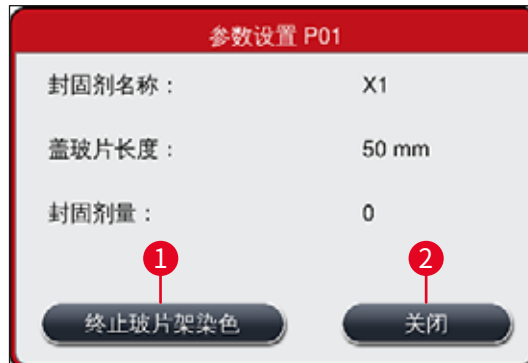 参数设置 P01
封固剂名称： X1
盖玻片长度： 50 mm
封固剂量： 0
1 2
终止玻片架染色 关闭